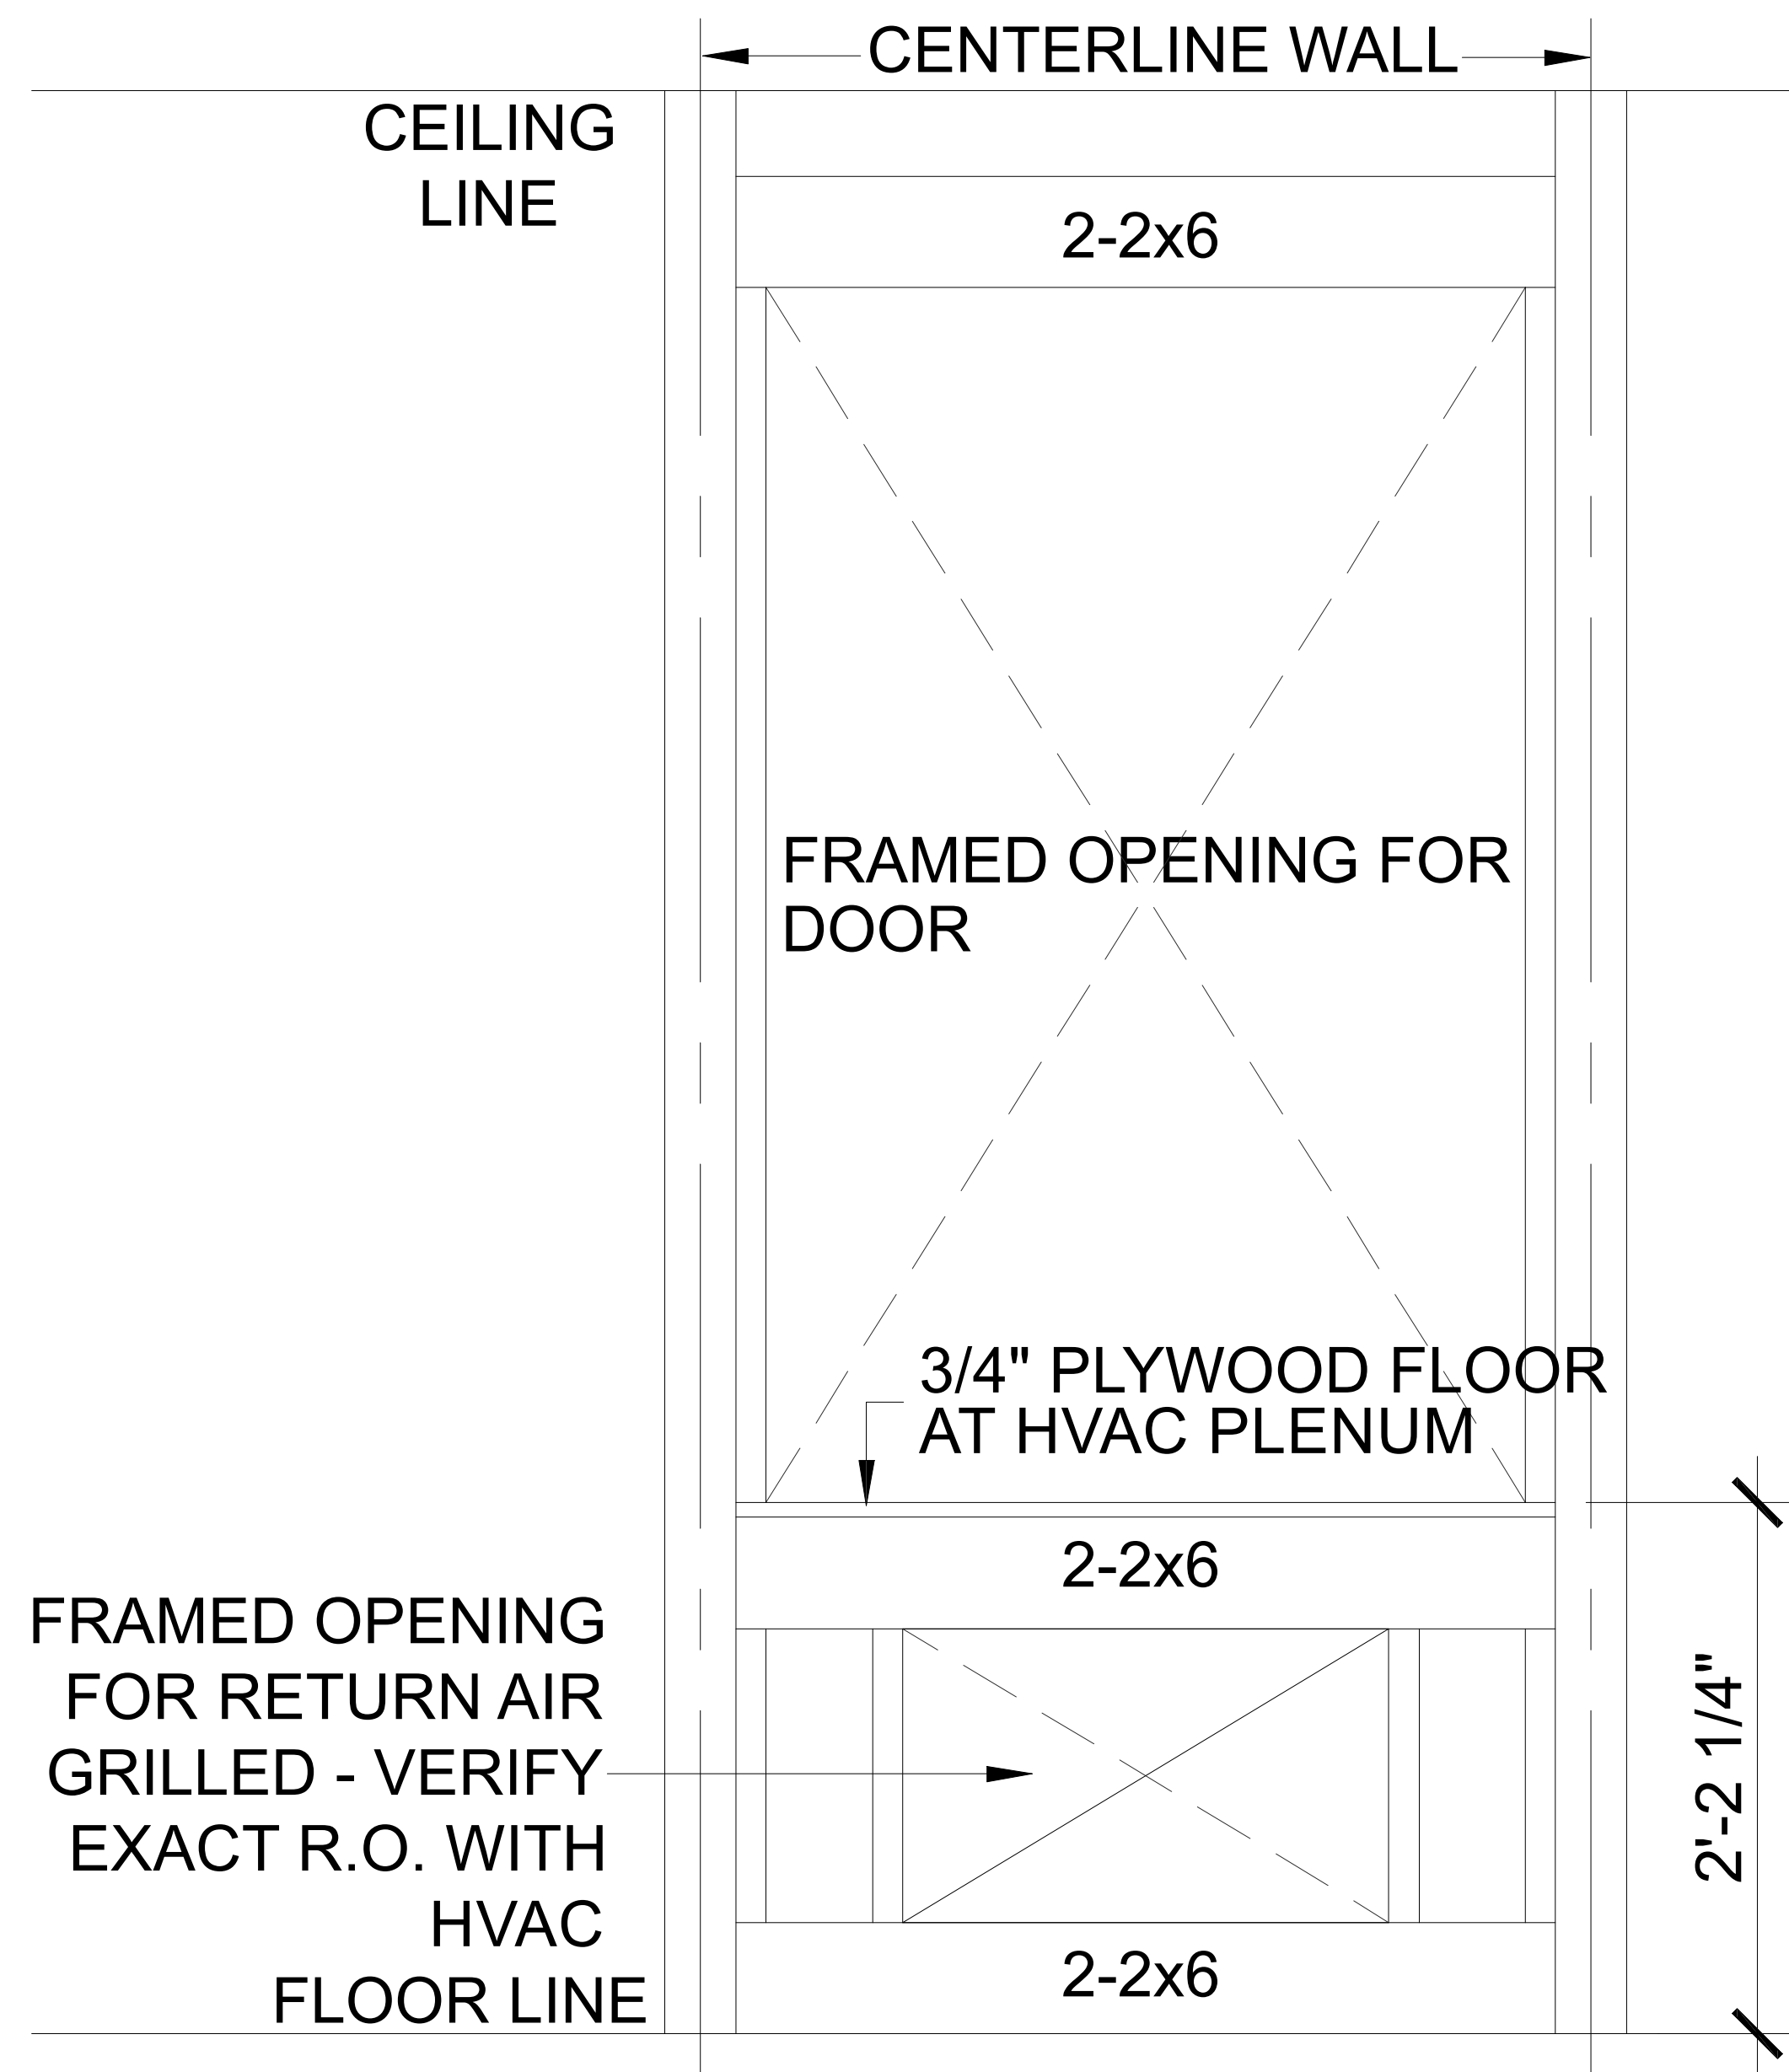 CENTERLINE WALL
CEILING
LINE
2-2x6
FRAMED OPENING FOR
DOOR
3/4" PLYWOOD FLOOR
AT HVAC PLENUM
2-2x6
FRAMED OPENING
FOR RETURN AIR
GRILLED - VERIFY
EXACT R.O. WITH
HVAC
2'-2 1/4"
2-2x6
FLOOR LINE